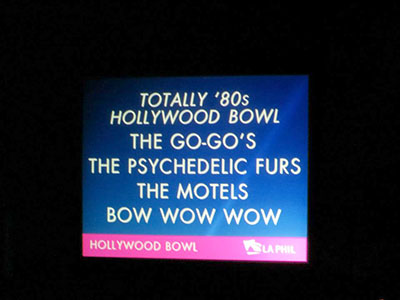 TOTALLY '80s
HOLLYWOOD BOWL
THE GO-GO'S
THE PSYCHEDELIC FURS
THE MOTELS
BOW WOW WOW
HOLLYWOOD BOWL LA PHIL